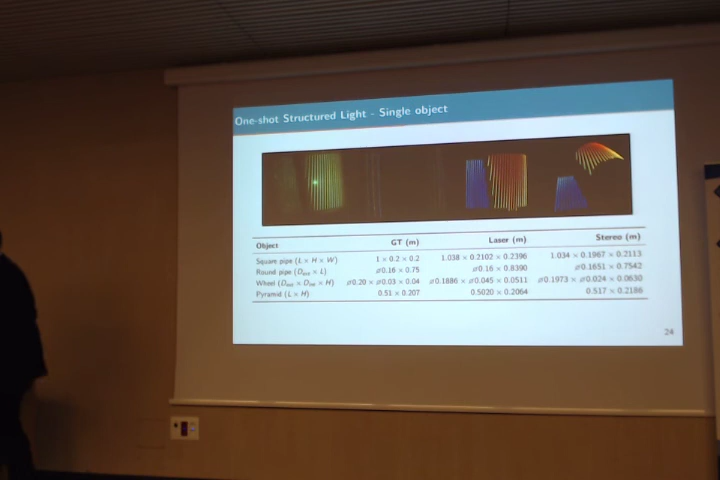 One-shot Structured Light - Single object
Object GT (m) Laser (m) Stereo (m)
Square pipe (L × H × W) 1 × 0.2 × 0.2 1.038 × 0.2102 × 0.2396 1.034 × 0.1967 × 0.2113
Round pipe (Dout × L) ⌀0.16 × 0.75 ⌀0.16 × 0.8390 ⌀0.1651 × 0.7542
Wheel (Dout × Dint × H) ⌀0.20 × ⌀0.03 × 0.04 ⌀0.1886 × ⌀0.045 × 0.0511 ⌀0.1973 × ⌀0.024 × 0.0630
Pyramid (L × H) 0.51 × 0.207 0.5020 × 0.2064 0.517 × 0.2186
24